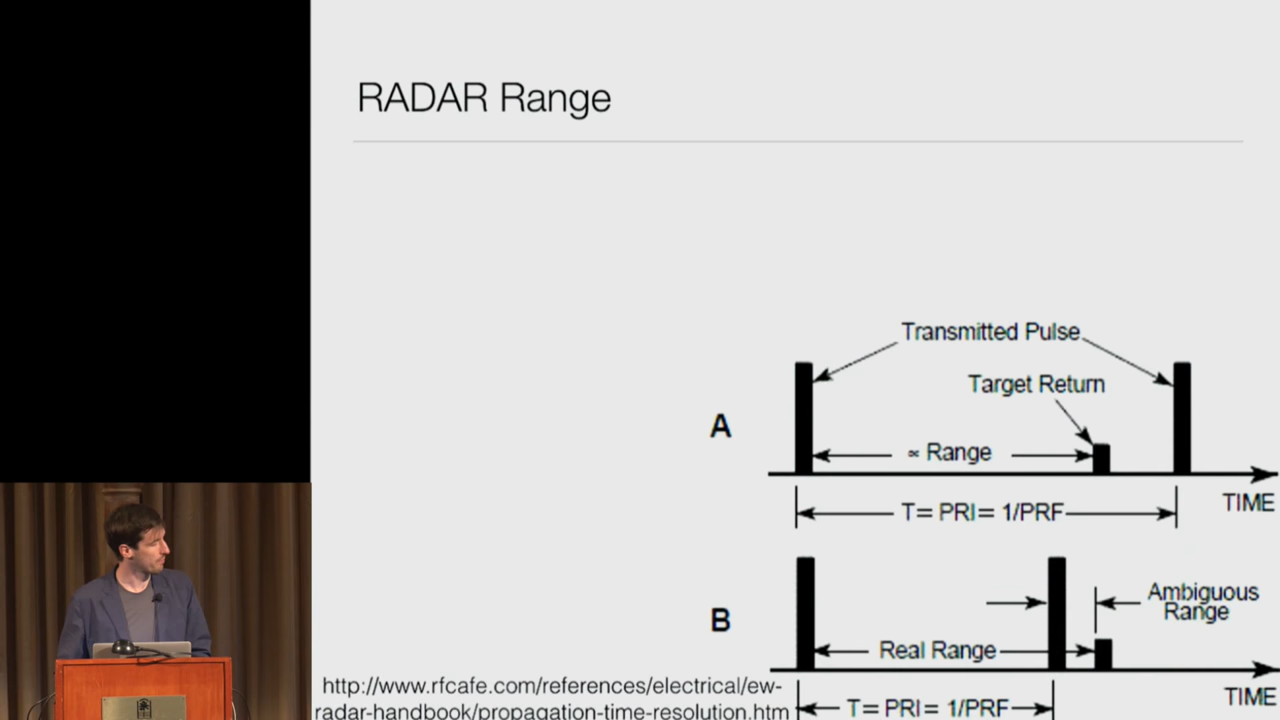 RADAR Range
Transmitted Pulse
Target Return
A
∝ Range
TIME
T= PRI= 1/PRF
Ambiguous
Range
B
Real Range
TIME
T= PRI= 1/PRF
http://www.rfcafe.com/references/electrical/ew-
radar-handbook/propagation-time-resolution.htm